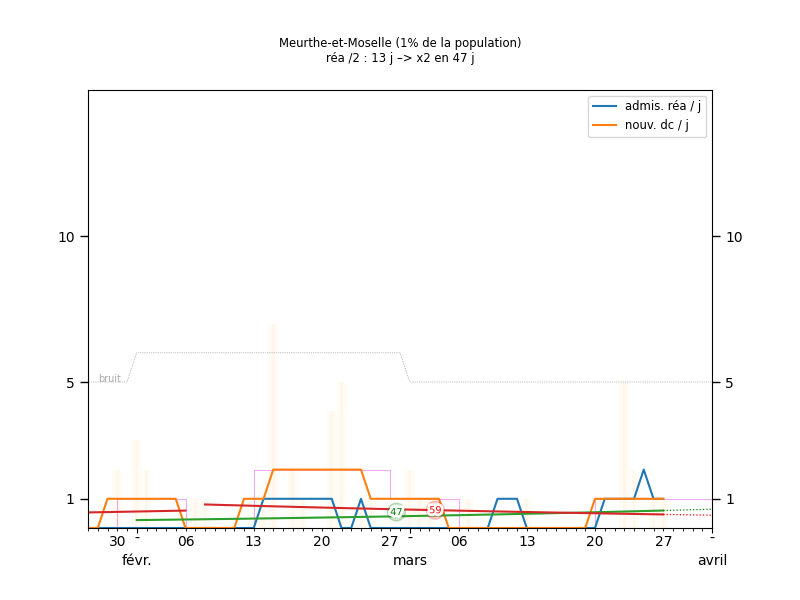 Meurthe-et-Moselle (1% de la population)
réa /2 : 13 j –> x2 en 47 j
admis. réa / j
nouv. dc / j
10 10
bruit
5 5
1 1
47 59
30 - 06 13 20 27 - 06 13 20 27 -
févr. mars avril